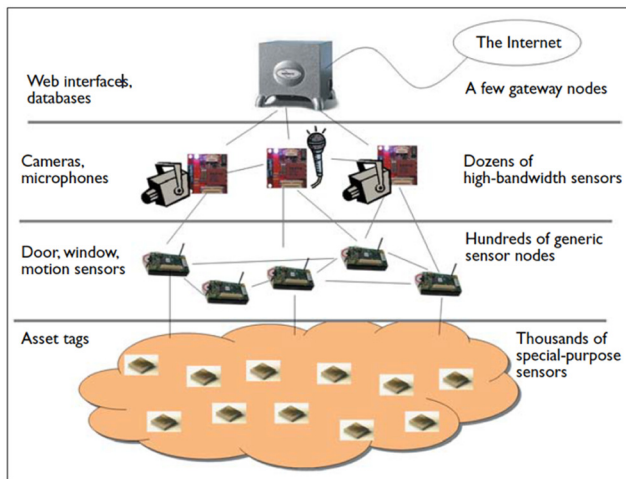 The Internet
Web interfaces,
databases
A few gateway nodes
Cameras,
microphones
Dozens of
high-bandwidth sensors
Door, window,
motion sensors
Hundreds of generic
sensor nodes
Asset tags
Thousands of
special-purpose
sensors